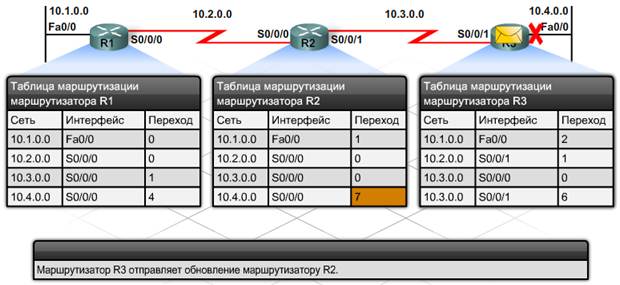 10.1.0.0 10.2.0.0 10.3.0.0 10.4.0.0
Fa0/0 R1 S0/0/0 S0/0/0 R2 S0/0/1 S0/0/1 R3 Fa0/0
Таблица маршрутизации
маршрутизатора R1
Сеть Интерфейс Переход
10.1.0.0 Fa0/0 0
10.2.0.0 S0/0/0 0
10.3.0.0 S0/0/0 1
10.4.0.0 S0/0/0 4
Таблица маршрутизации
маршрутизатора R2
Сеть Интерфейс Переход
10.1.0.0 Fa0/0 1
10.2.0.0 S0/0/0 0
10.3.0.0 S0/0/0 0
10.4.0.0 S0/0/0 7
Таблица маршрутизации
маршрутизатора R3
Сеть Интерфейс Переход
10.1.0.0 Fa0/0 2
10.2.0.0 S0/0/1 1
10.3.0.0 S0/0/0 0
10.3.0.0 S0/0/1 6
Маршрутизатор R3 отправляет обновление маршрутизатору R2.